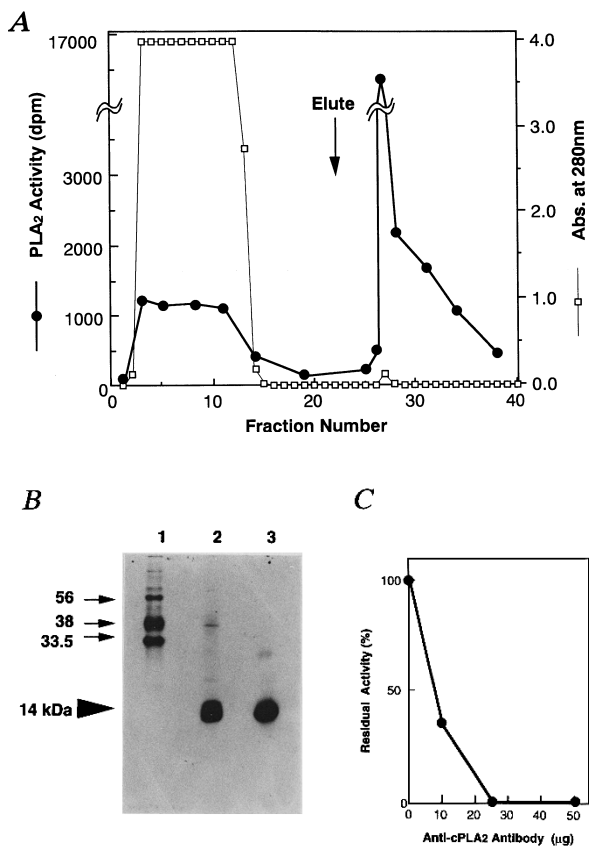 A
17000
3000
2000
1000
0
PLA2 Activity (dpm)
Elute
4.0
3.0
2.0
1.0
0.0
Abs. at 280nm
0 10 20 30 40
Fraction Number
B
1 2 3
56
38
33.5
14 kDa
C
100
50
0
Residual Activity (%)
0 10 20 30 40 50
Anti-cPLA2 Antibody (μg)